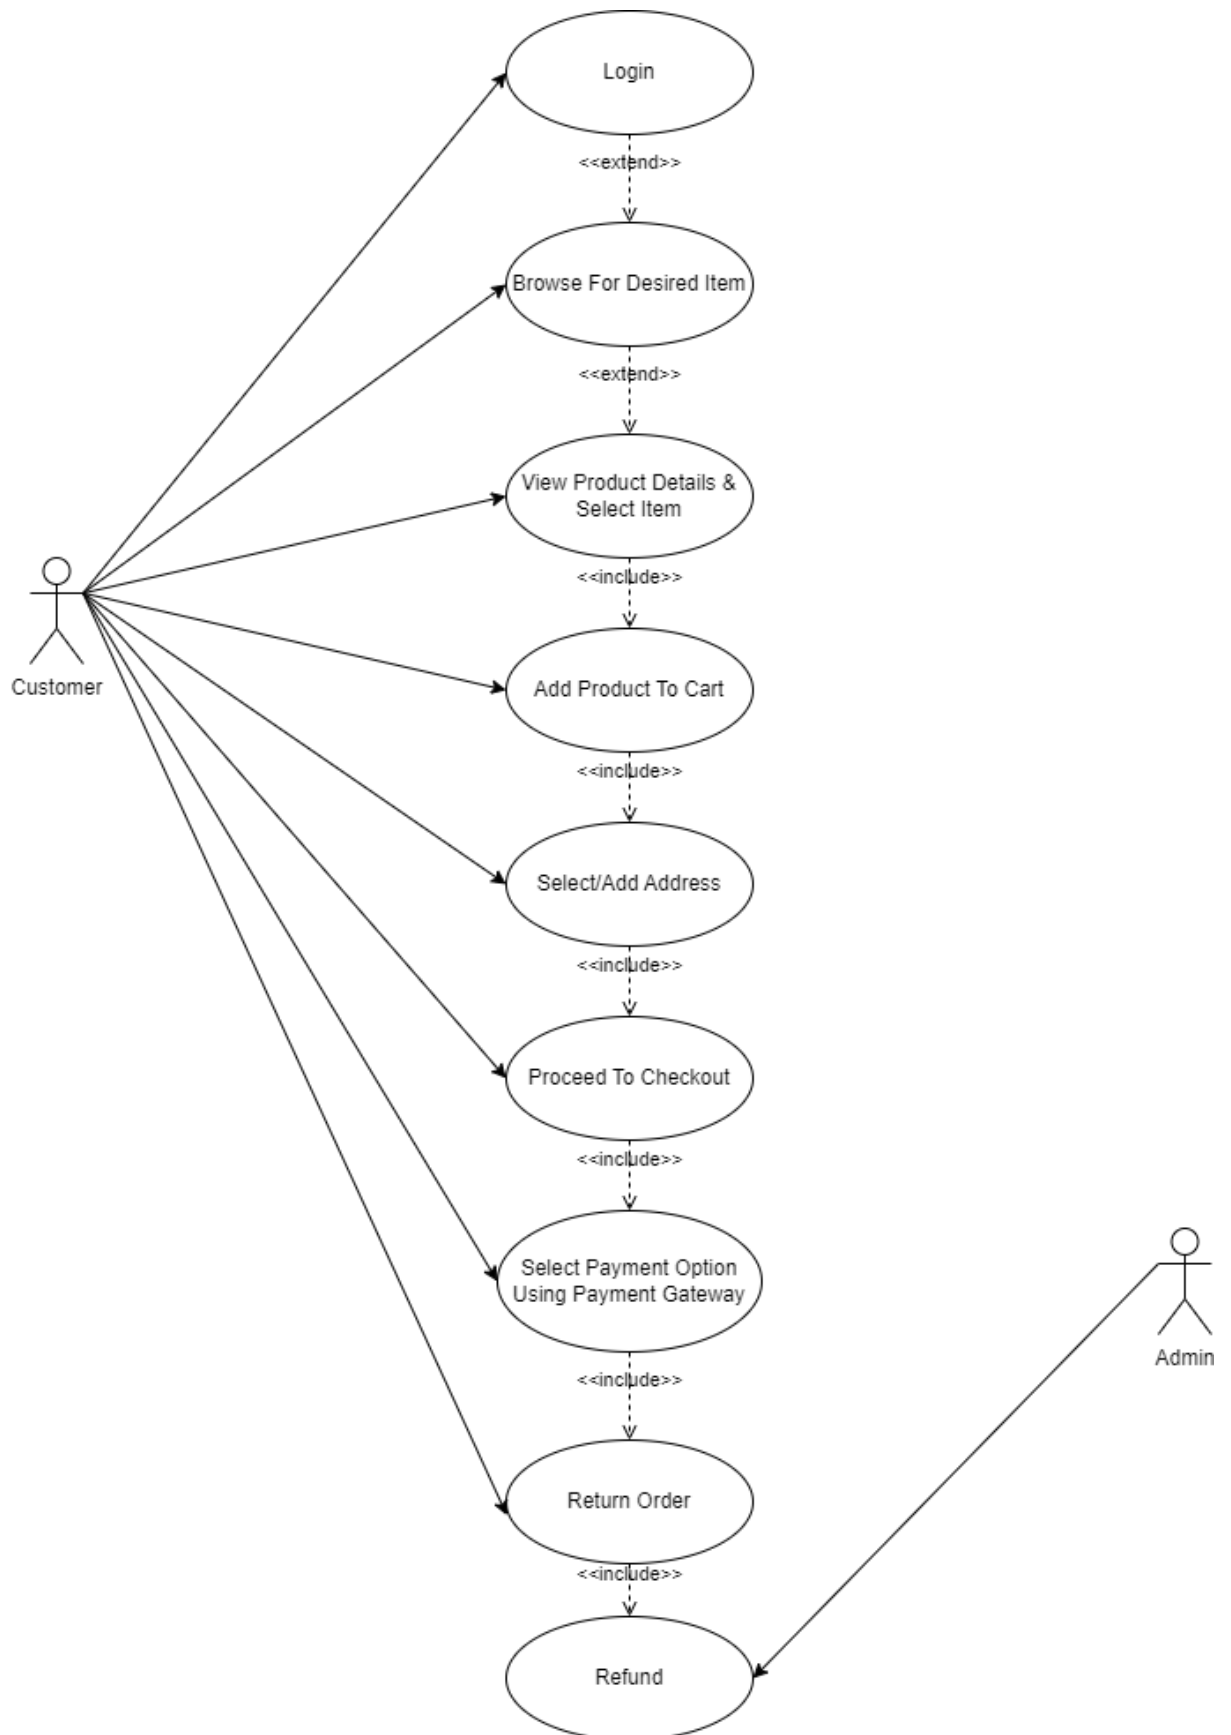 Login
<<extend>>
Browse For Desired Item
<<extend>>
View Product Details &
Select Item
<<include>>
Customer
Add Product To Cart
<<include>>
Select/Add Address
<<include>>
Proceed To Checkout
<<include>>
Select Payment Option
Using Payment Gateway
Admin
<<include>>
Return Order
<<include>>
Refund